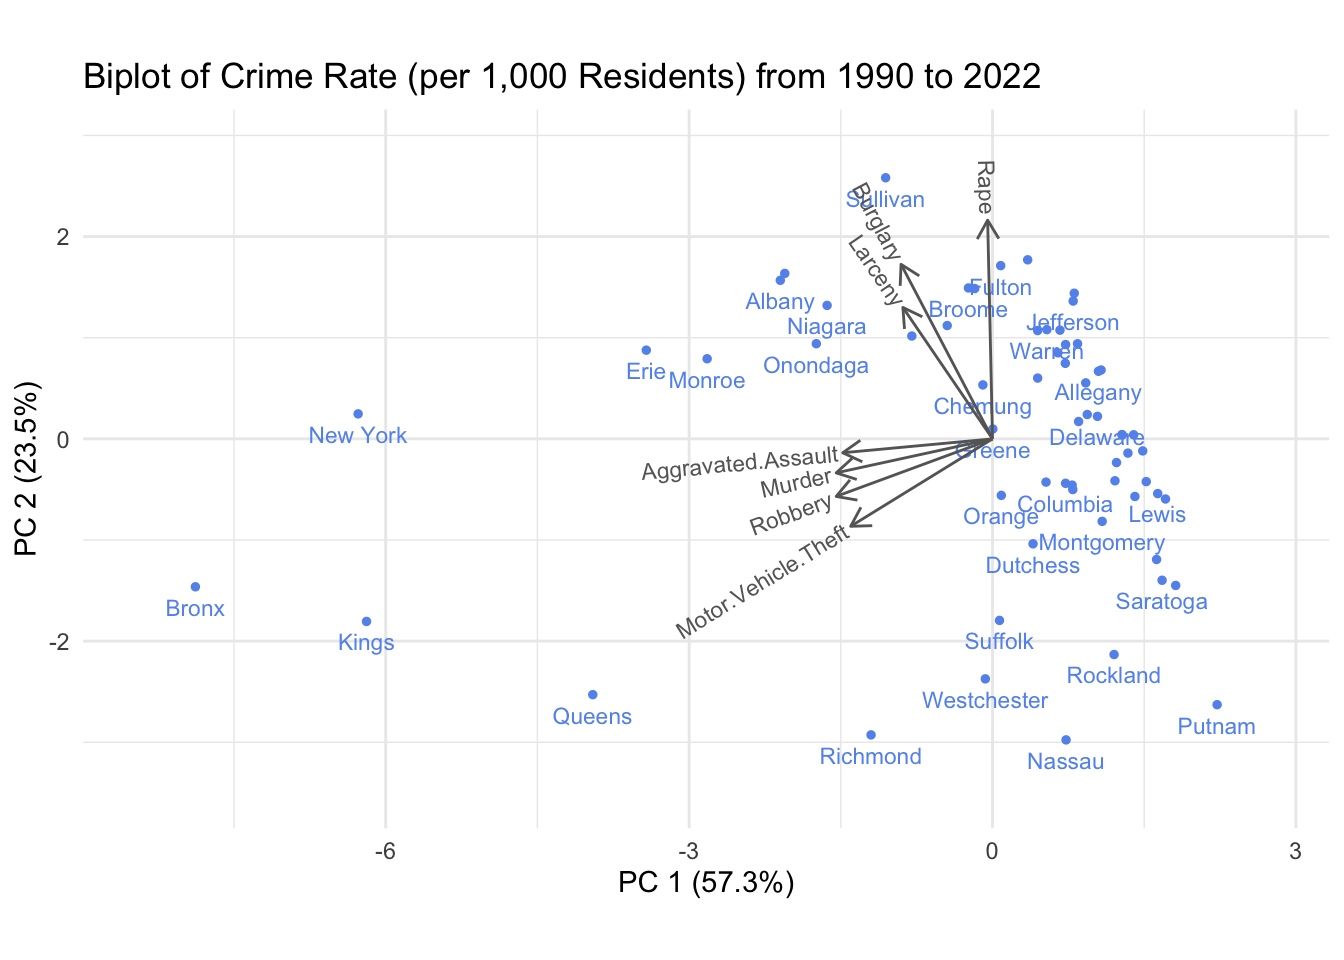 Biplot of Crime Rate (per 1,000 Residents) from 1990 to 2022
PC 2 (23.5%)
2
0
-2
Rape
Sullivan
Burglary
Larceny
Fulton
Albany
Broome
Niagara
Jefferson
Warren
Onondaga
Erie
Monroe
Allegany
Chemung
New York
Delaware
Greene
Aggravated.Assault
Murder
Robbery
Motor.Vehicle.Theft
Columbia
Orange
Lewis
Montgomery
Dutchess
Saratoga
Bronx
Kings
Suffolk
Rockland
Westchester
Queens
Putnam
Richmond
Nassau
-6
-3
0
3
PC 1 (57.3%)